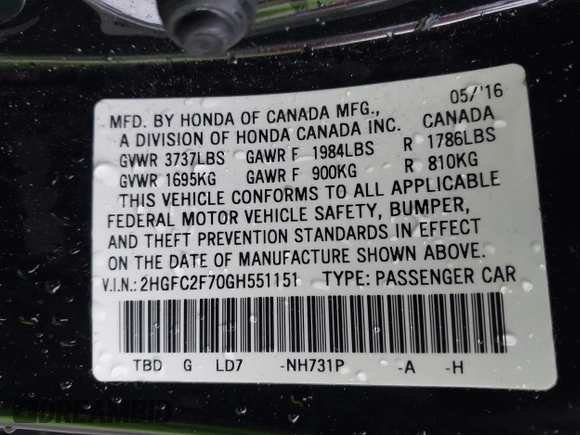 MFD. BY HONDA OF CANADA MFG., 05/'16
A DIVISION OF HONDA CANADA INC. CANADA
GVWR 3737LBS GAWR F 1984LBS R 1786LBS
GVWR 1695KG GAWR F 900KG R 810KG
THIS VEHICLE CONFORMS TO ALL APPLICABLE
FEDERAL MOTOR VEHICLE SAFETY, BUMPER,
AND THEFT PREVENTION STANDARDS IN EFFECT
ON THE DATE OF MANUFACTURE SHOWN ABOVE.
V.I.N.: 2HGFC2F70GH551151 TYPE: PASSENGER CAR
TBD G LD7 -NH731P -A -H
DREAMBID